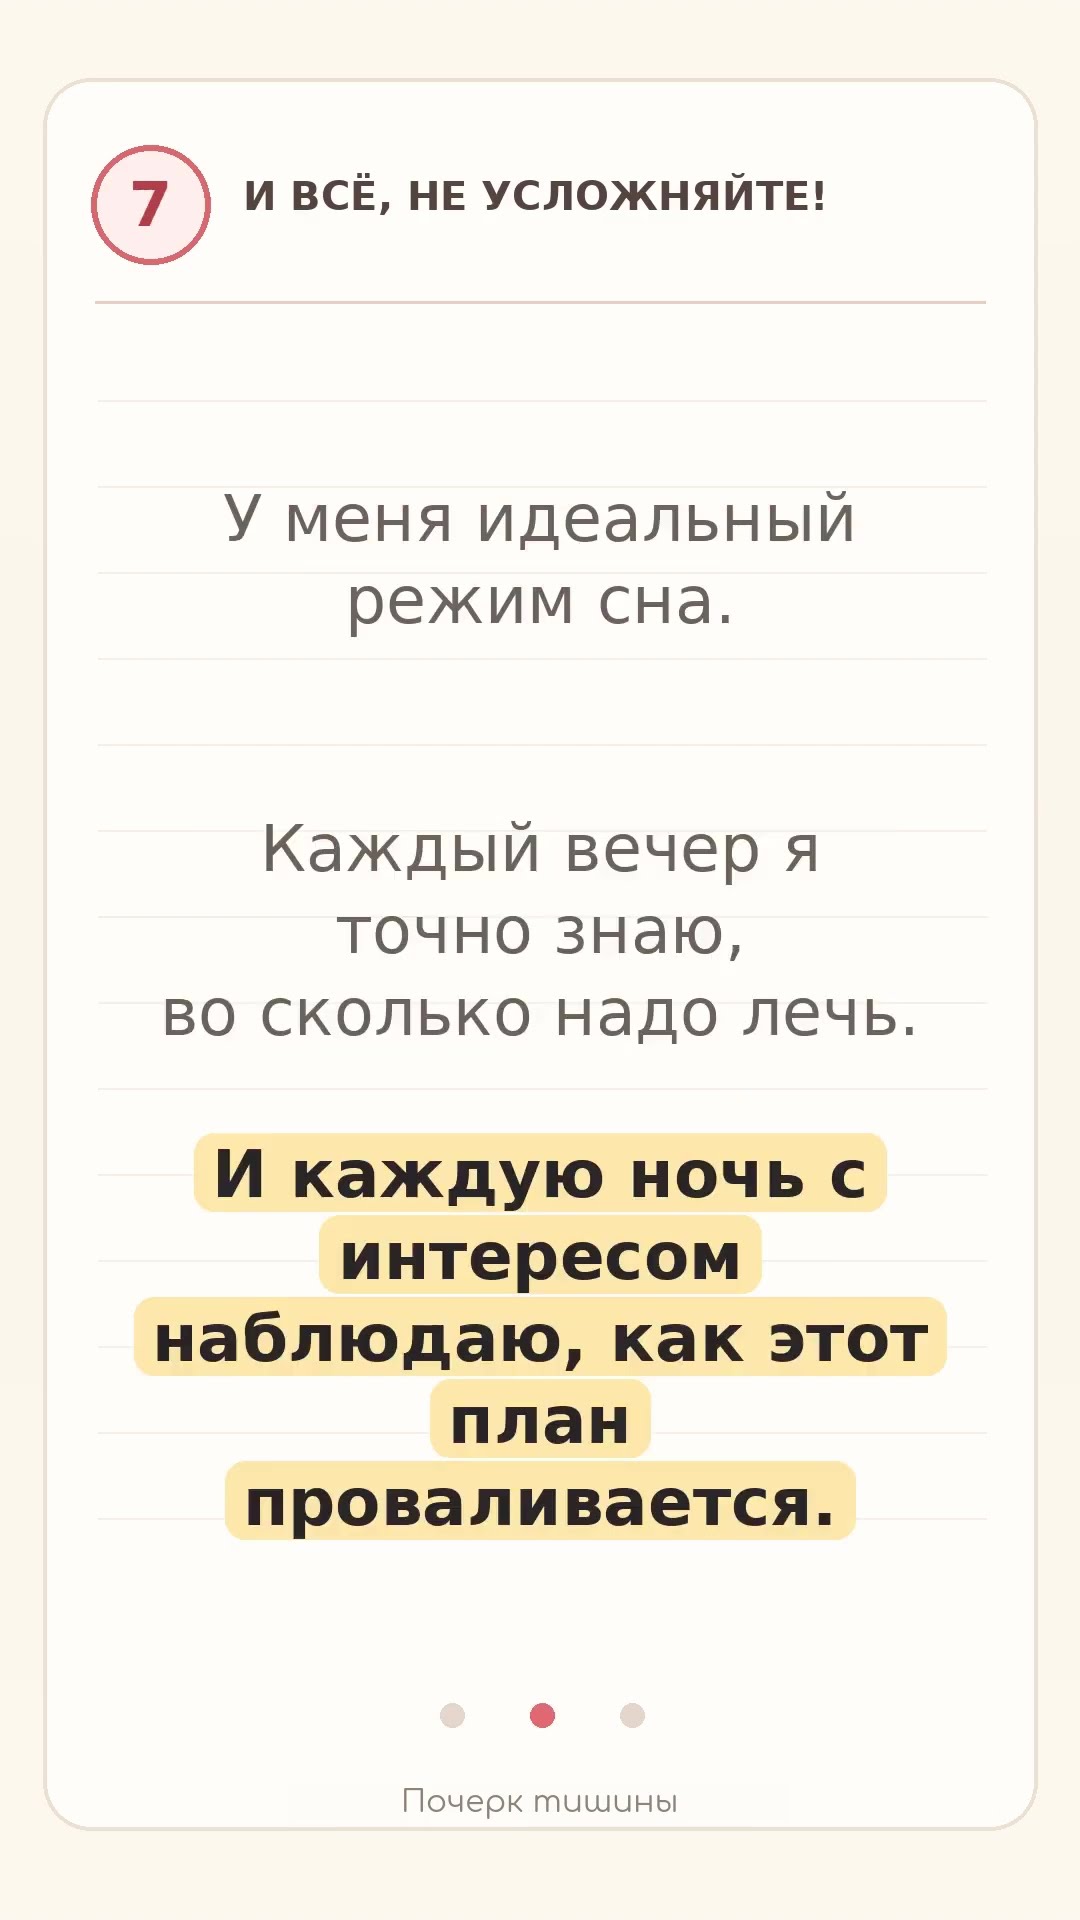 7
И ВСЁ, НЕ УСЛОЖНЯЙТЕ!
У меня идеальный
режим сна.
Каждый вечер я
точно знаю,
во сколько надо лечь.
И каждую ночь с
интересом
наблюдаю, как этот
план
проваливается.
Почерк тишины